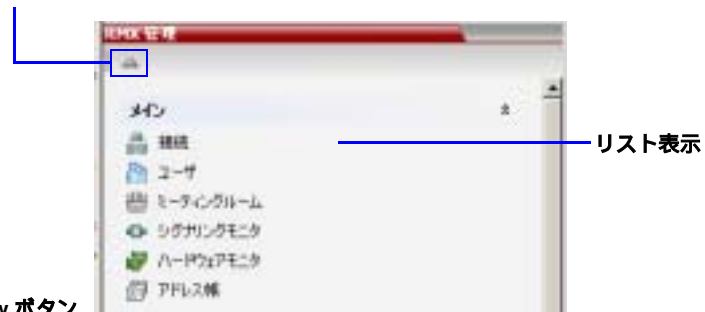 RMX 管理
メイン
接続
ユーザ
ミーティングルーム
シグナリングモニタ
ハードウェアモニタ
アドレス帳
リスト表示
ボタン